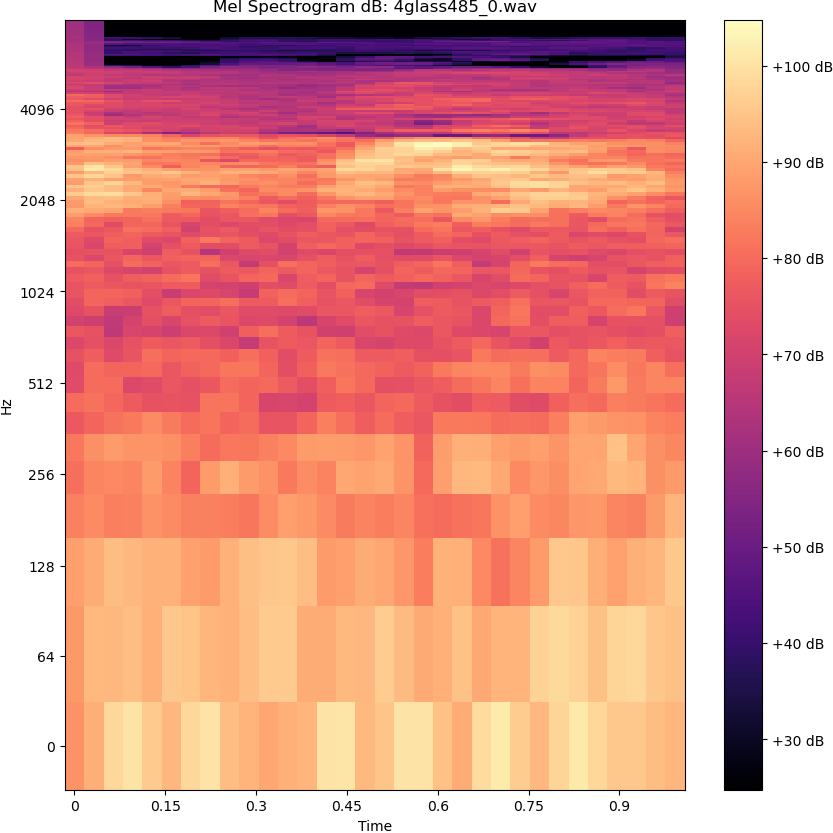 Mel Spectrogram dB: 4glass485_0.wav
Hz
4096
2048
1024
512
256
128
64
0
0 0.15 0.3 0.45 0.6 0.75 0.9
Time
+100 dB
+90 dB
+80 dB
+70 dB
+60 dB
+50 dB
+40 dB
+30 dB